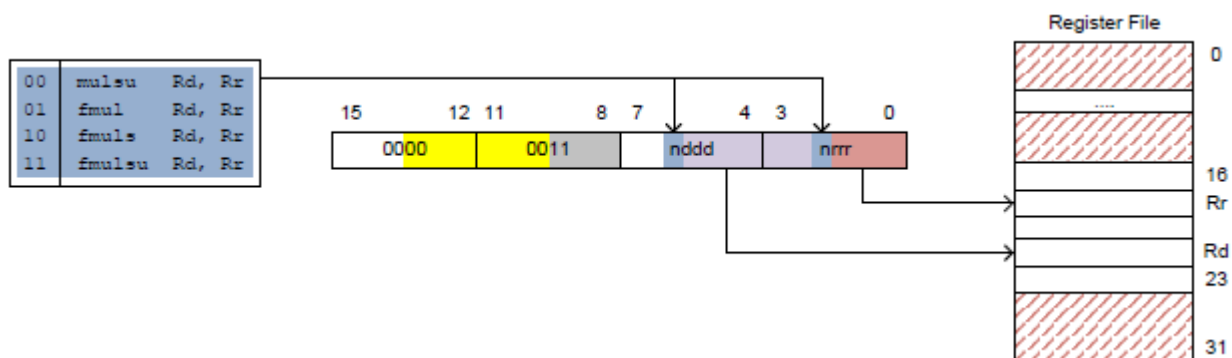 Register File
00 mulsu Rd, Rr
01 fmul Rd, Rr
10 fmuls Rd, Rr
11 fmulsu Rd, Rr
15 12 11 8 7 4 3 0
0000 0011 nddd nrrr
0
....
16
Rr
Rd
23
31